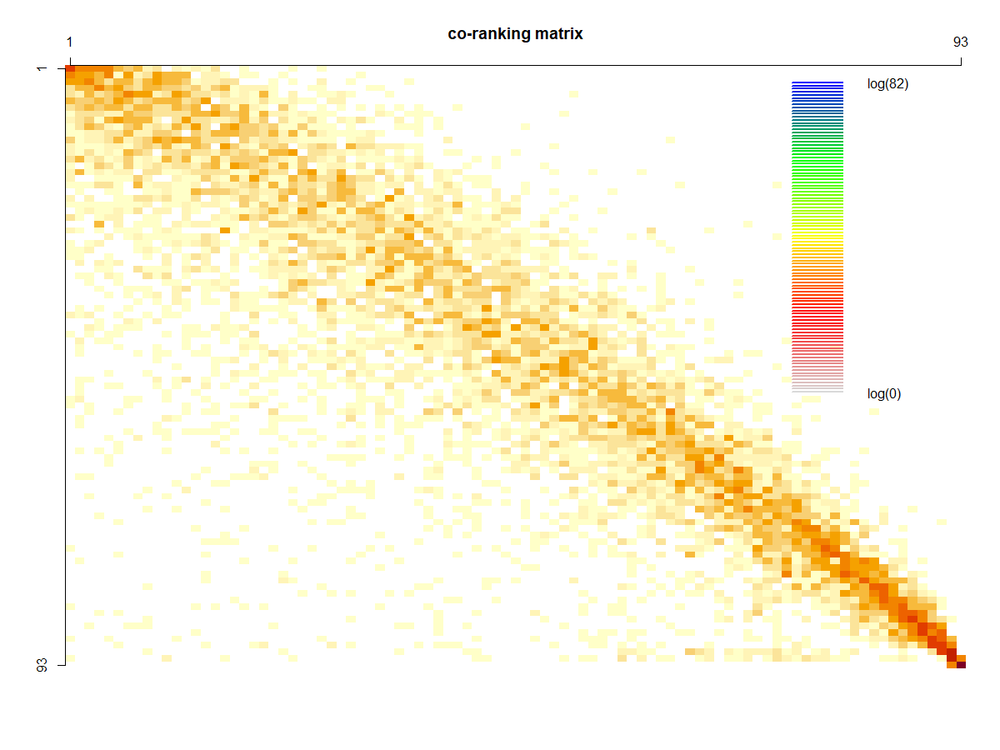 co-ranking matrix
1
93
1
93
log(82)
log(0)